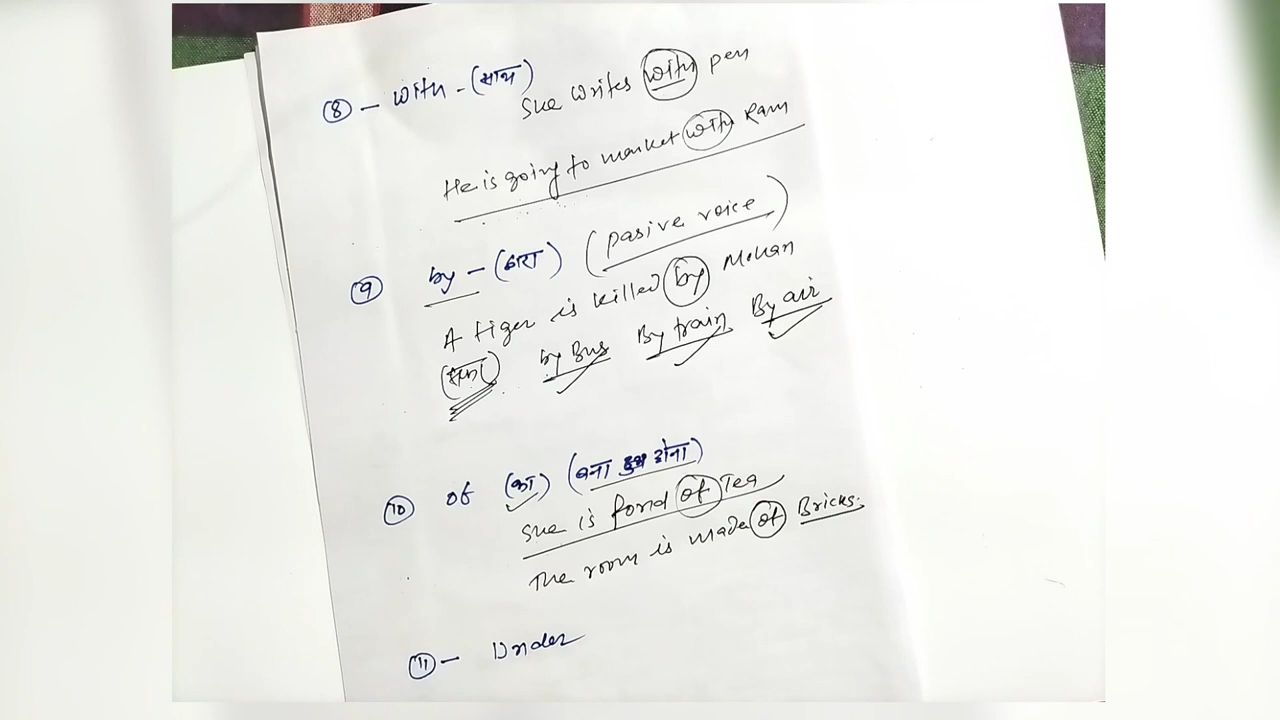 ⑧ - with - (साथ) She writes with pen
He is going to market with Ram
⑨ by - (द्वारा) (pasive voice)
A tiger is killed by Mohan
by Bus By train By air
⑩ of (का) (बना हुआ होना)
She is fond of Tea
The room is made of Bricks.
⑪ - Under